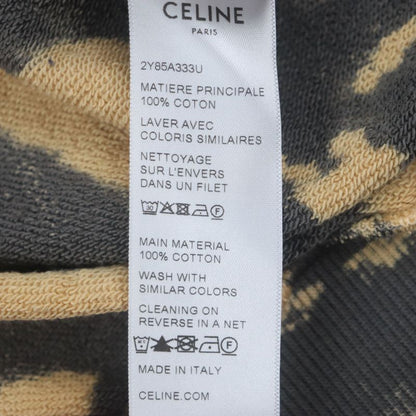 CELINE
PARIS
2Y85A333U
MATIERE PRINCIPALE
100% COTON
LAVER AVEC
COLORIS SIMILAIRES
NETTOYAGE
SUR L'ENVERS
DANS UN FILET
30 F
MAIN MATERIAL
100% COTTON
WASH WITH
SIMILAR COLORS
CLEANING ON
REVERSE IN A NET
F
MADE IN ITALY
CELINE.COM